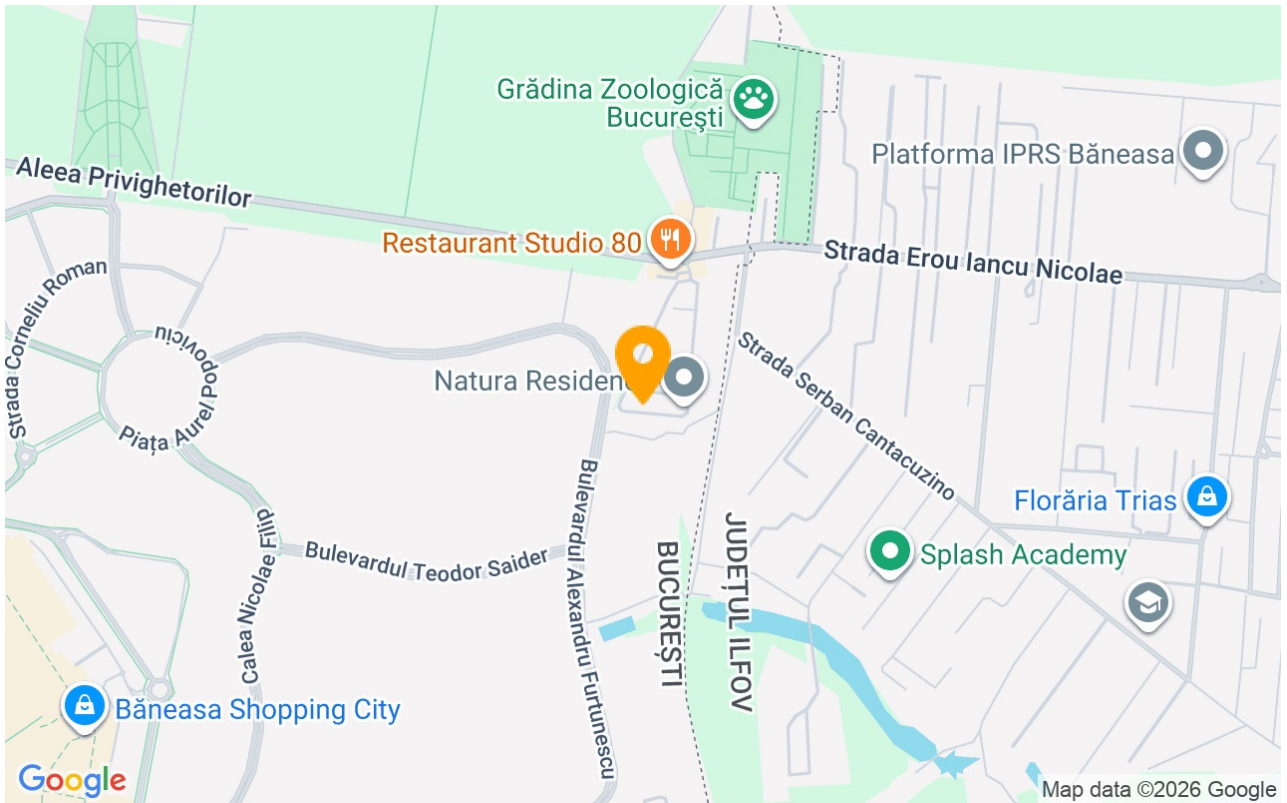 Grădina Zoologică
Bucureşti
Platforma IPRS Băneasa
Aleea Privighetorilor
Restaurant Studio 80
Strada Erou Iancu Nicolae
Strada Corneliu Roman
Popoviciu
Piața Aurel
Natura Residen
Strada Serban Cantacuzino
Florăria Trias
Calea Nicolae Filip
Bulevardul Teodor Saider
Bulevardul Alexandru Furtunescu
BUCUREȘTI
JUDEȚUL ILFOV
Splash Academy
Băneasa Shopping City
Google
Map data ©2026 Google